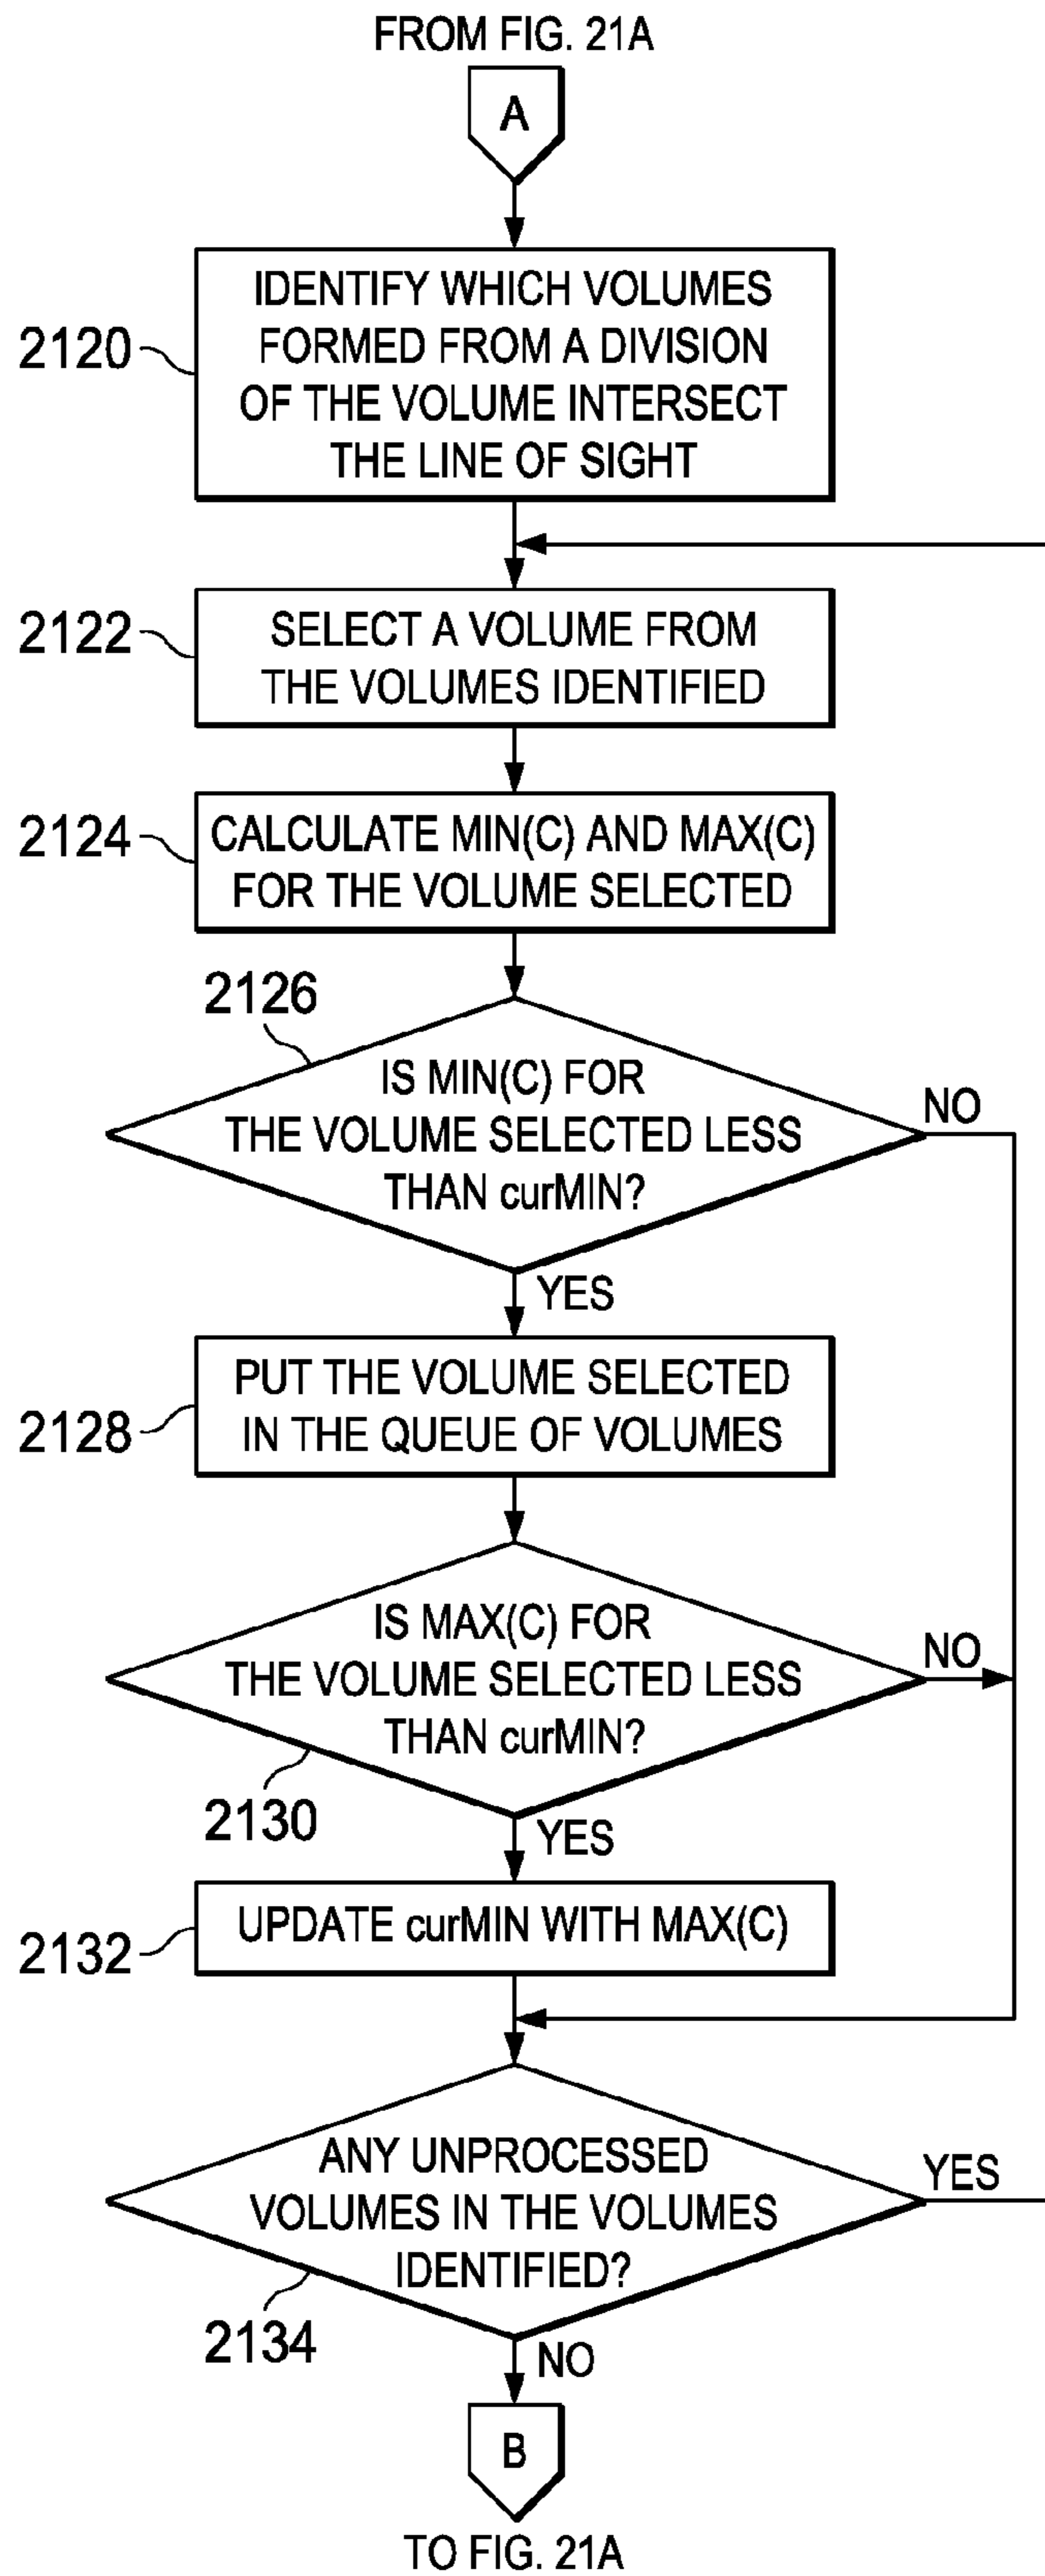 FROM FIG. 21A
A
2120
IDENTIFY WHICH VOLUMES
FORMED FROM A DIVISION
OF THE VOLUME INTERSECT
THE LINE OF SIGHT
2122
SELECT A VOLUME FROM
THE VOLUMES IDENTIFIED
2124
CALCULATE MIN(C) AND MAX(C)
FOR THE VOLUME SELECTED
2126
IS MIN(C) FOR
THE VOLUME SELECTED LESS
THAN curMIN?
NO
YES
2128
PUT THE VOLUME SELECTED
IN THE QUEUE OF VOLUMES
IS MAX(C) FOR
THE VOLUME SELECTED LESS
THAN curMIN?
NO
2130
YES
2132
UPDATE curMIN WITH MAX(C)
ANY UNPROCESSED
VOLUMES IN THE VOLUMES
IDENTIFIED?
YES
2134
NO
B
TO FIG. 21A